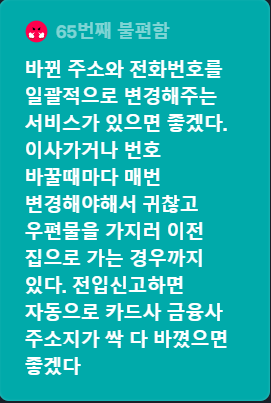 65번째 불편함
바뀐 주소와 전화번호를
일괄적으로 변경해주는
서비스가 있으면 좋겠다.
이사가거나 번호
바꿀때마다 매번
변경해야해서 귀찮고
우편물을 가지러 이전
집으로 가는 경우까지
있다. 전입신고하면
자동으로 카드사 금융사
주소지가 싹 다 바꼈으면
좋겠다